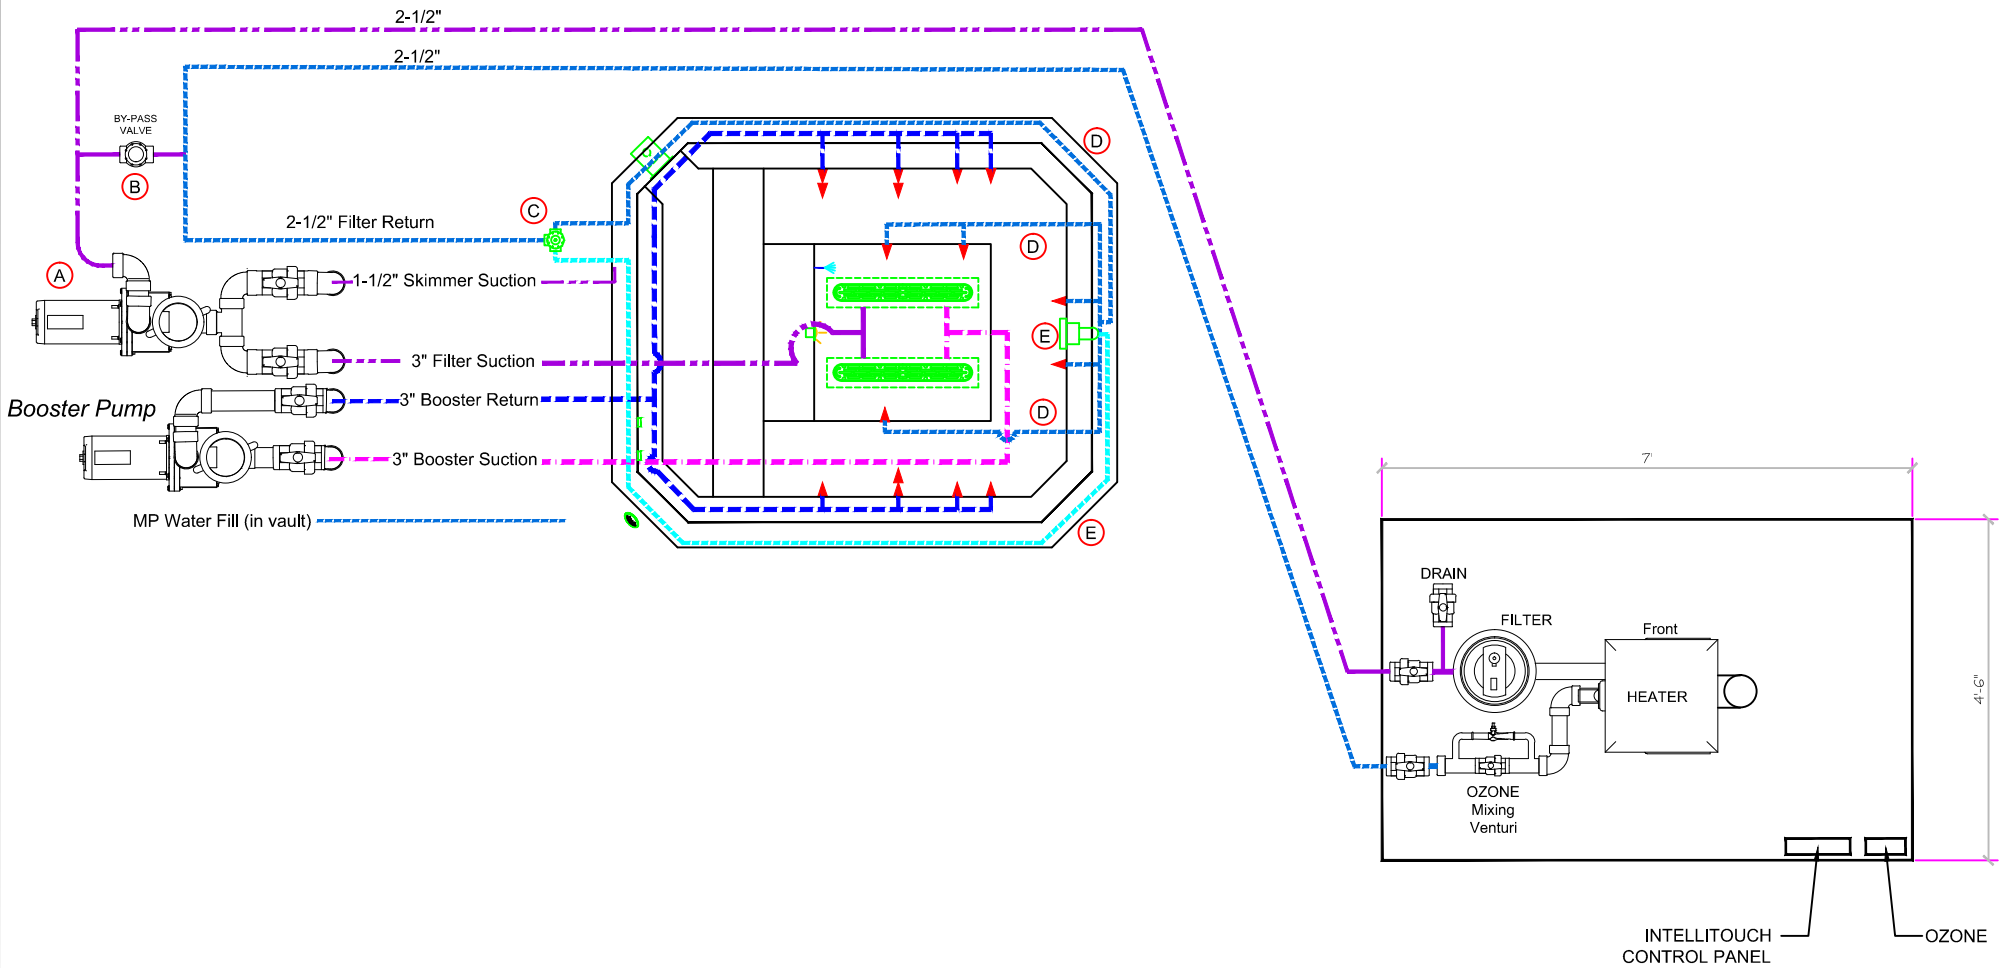 2-1/2"
2-1/2"
BY-PASS
VALVE
B
D
C
2-1/2" Filter Return
D
A
1-1/2" Skimmer Suction
E
3" Filter Suction
3" Booster Return
Booster Pump
D
3" Booster Suction
7'
MP Water Fill (in vault)
E
DRAIN
FILTER
Front
HEATER
4'-6"
OZONE
Mixing
Venturi
INTELLITOUCH
CONTROL PANEL
OZONE